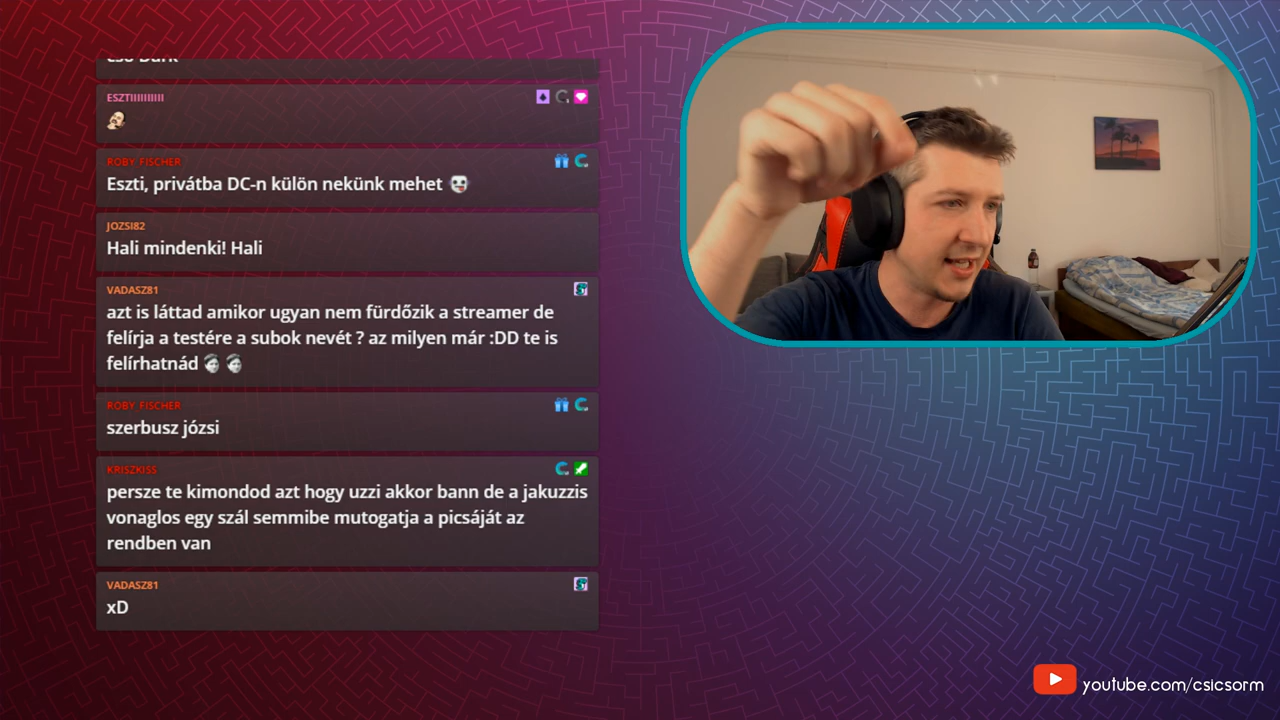 Cső Dark
ESZTIIIIIIIIII
ROBY FISCHER
Eszti, privátba DC-n külön nekünk mehet
JOZSI82
Hali mindenki! Hali
VADASZ81
azt is láttad amikor ugyan nem fürdőzik a streamer de
felírja a testére a subok nevét ? az milyen már :DD te is
felírhatnád
ROBY FISCHER
szerbusz józsi
KRISZKISS
persze te kimondod azt hogy uzzi akkor bann de a jakuzzis
vonaglos egy szál semmibe mutogatja a picsáját az
rendben van
VADASZ81
xD
youtube.com/csicsorm